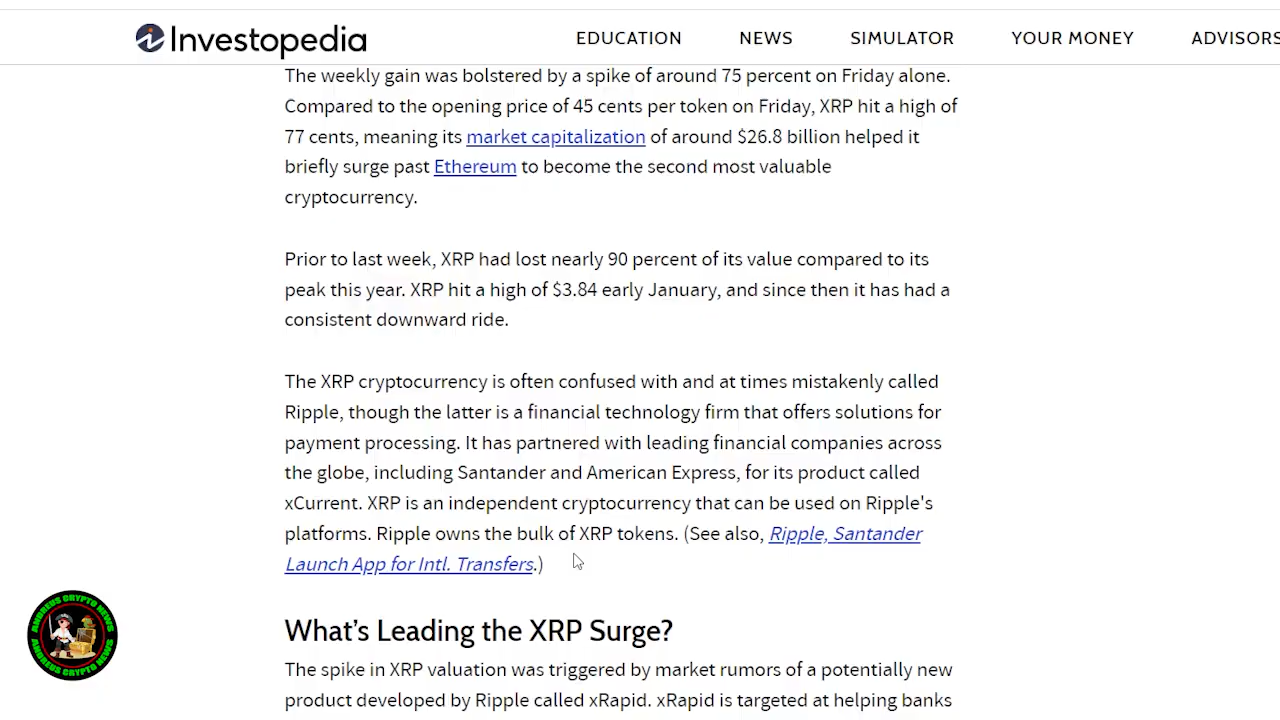 Investopedia
EDUCATION NEWS SIMULATOR YOUR MONEY ADVISORS
The weekly gain was bolstered by a spike of around 75 percent on Friday alone.
Compared to the opening price of 45 cents per token on Friday, XRP hit a high of
77 cents, meaning its market capitalization of around $26.8 billion helped it
briefly surge past Ethereum to become the second most valuable
cryptocurrency.
Prior to last week, XRP had lost nearly 90 percent of its value compared to its
peak this year. XRP hit a high of $3.84 early January, and since then it has had a
consistent downward ride.
The XRP cryptocurrency is often confused with and at times mistakenly called
Ripple, though the latter is a financial technology firm that offers solutions for
payment processing. It has partnered with leading financial companies across
the globe, including Santander and American Express, for its product called
xCurrent. XRP is an independent cryptocurrency that can be used on Ripple's
platforms. Ripple owns the bulk of XRP tokens. (See also, Ripple, Santander
Launch App for Intl. Transfers.)
What's Leading the XRP Surge?
The spike in XRP valuation was triggered by market rumors of a potentially new
product developed by Ripple called xRapid. xRapid is targeted at helping banks
ANDREUS CRYPTO NEWS
ANDREUS CRYPTO NEWS